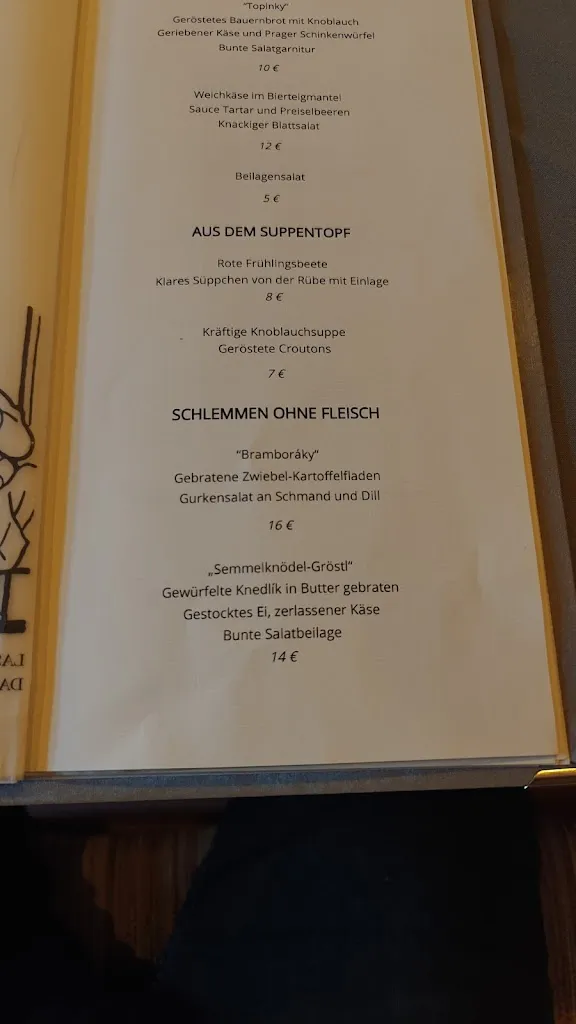 "Topinky"
Geröstetes Bauernbrot mit Knoblauch
Geriebener Käse und Prager Schinkenwürfel
Bunte Salatgarnitur
10 €
Weichkäse im Bierteigmantel
Sauce Tartar und Preiselbeeren
Knackiger Blattsalat
12 €
Beilagensalat
5 €
AUS DEM SUPPENTOPF
Rote Frühlingsbeete
Klares Süppchen von der Rübe mit Einlage
8 €
Kräftige Knoblauchsuppe
Geröstete Croutons
7 €
SCHLEMMEN OHNE FLEISCH
"Bramboráky"
Gebratene Zwiebel-Kartoffelfladen
Gurkensalat an Schmand und Dill
16 €
„Semmelknödel-Gröstl"
Gewürfelte Knedlík in Butter gebraten
Gestocktes Ei, zerlassener Käse
Bunte Salatbeilage
14 €